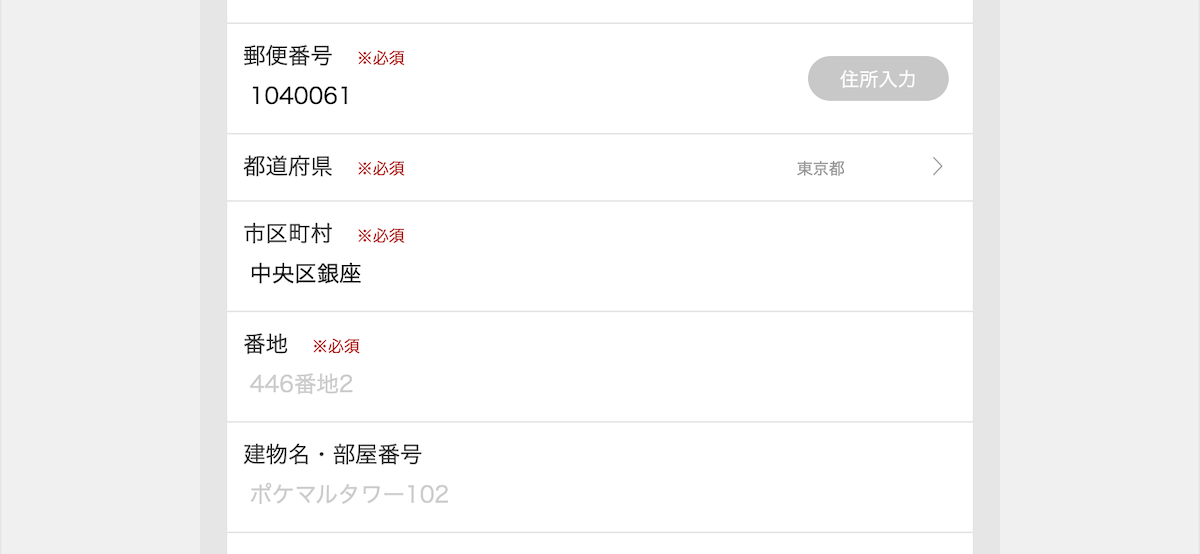 郵便番号 ※必須
1040061
住所入力
都道府県 ※必須 東京都
市区町村 ※必須
中央区銀座
番地 ※必須
446番地2
建物名・部屋番号
ポケマルタワー102